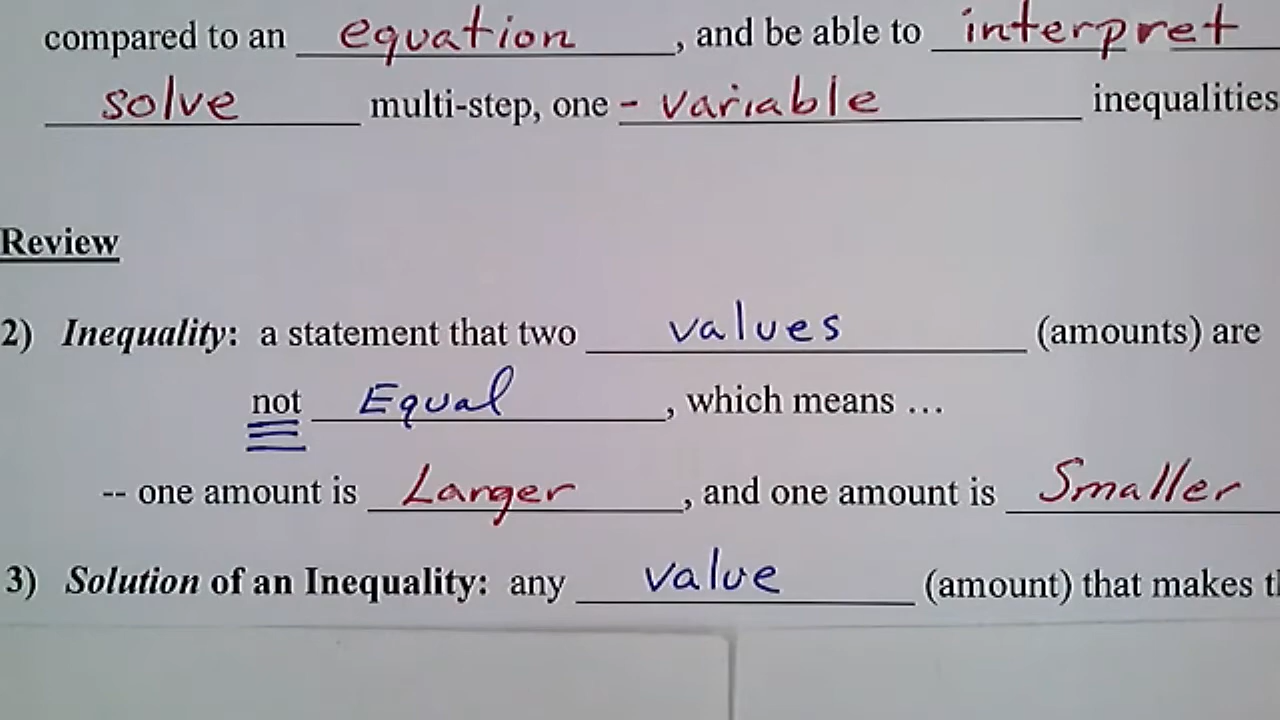 compared to an equation, and be able to interpret
solve multi-step, one - variable inequalities
Review
2) Inequality: a statement that two values (amounts) are
not Equal, which means …
-- one amount is Larger, and one amount is Smaller
3) Solution of an Inequality: any value (amount) that makes